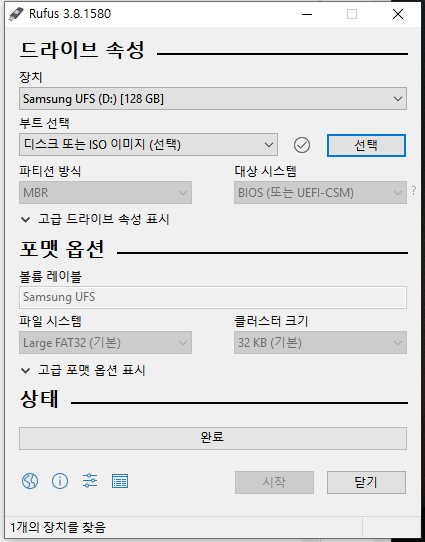 Rufus 3.8.1580
드라이브 속성
장치
Samsung UFS (D:) [128 GB]
부트 선택
디스크 또는 ISO 이미지 (선택)
선택
파티션 방식
대상 시스템
MBR
BIOS (또는 UEFI-CSM)
?
고급 드라이브 속성 표시
포맷 옵션
볼륨 레이블
Samsung UFS
파일 시스템
클러스터 크기
Large FAT32 (기본)
32 KB (기본)
고급 포맷 옵션 표시
상태
완료
시작
닫기
1개의 장치를 찾음